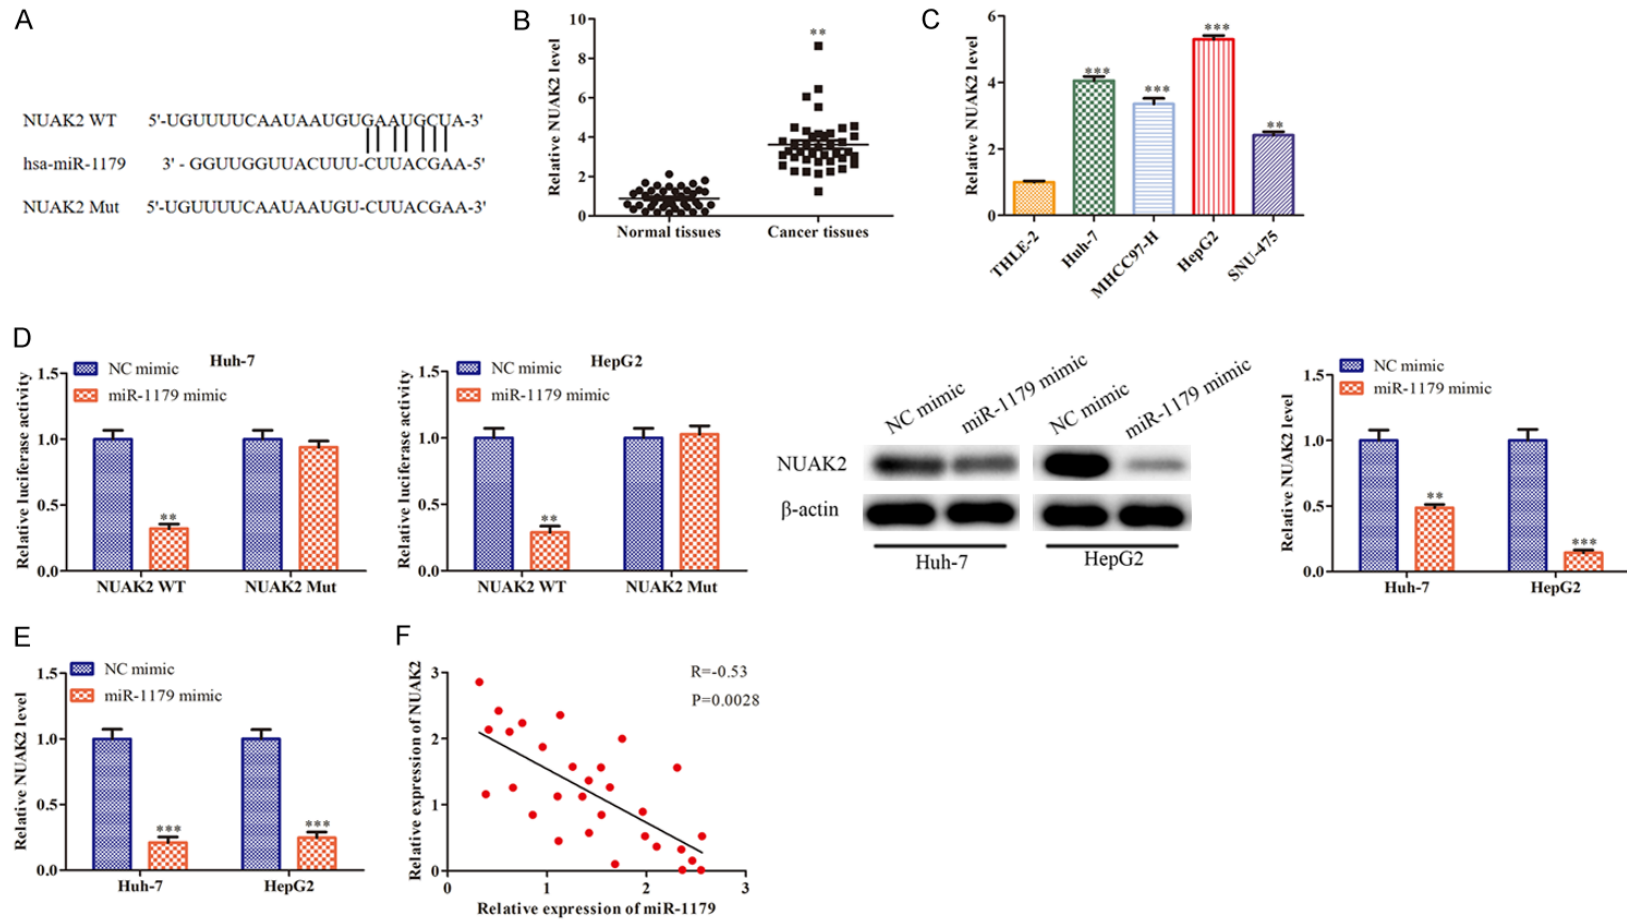 A
NUAK2 WT 5'-UGUUUUCAAUAAUGUGAAUGCUA-3'
hsa-miR-1179 3' - GGUUGGUUACUUU-CUUACGAA-5'
NUAK2 Mut 5'-UGUUUUCAAUAAUGU-CUUACGAA-3'
B
Relative NUAK2 level
10
8
6
4
2
0
**
Normal tissues Cancer tissues
C
Relative NUAK2 level
6
4
2
0
*** *** *** **
THLE-2 Huh-7 MHCC97-H HepG2 SNU-475
D
Huh-7
NC mimic
miR-1179 mimic
Relative luciferase activity
1.5
1.0
0.5
0.0
**
NUAK2 WT NUAK2 Mut
HepG2
NC mimic
miR-1179 mimic
Relative luciferase activity
1.5
1.0
0.5
0.0
**
NUAK2 WT NUAK2 Mut
NC mimic miR-1179 mimic NC mimic miR-1179 mimic
NUAK2
β-actin
Huh-7 HepG2
NC mimic
miR-1179 mimic
Relative NUAK2 level
1.5
1.0
0.5
0.0
** ***
Huh-7 HepG2
E
NC mimic
miR-1179 mimic
Relative NUAK2 level
1.5
1.0
0.5
0.0
*** ***
Huh-7 HepG2
F
R=-0.53
P=0.0028
Relative expression of NUAK2
3
2
1
0
0 1 2 3
Relative expression of miR-1179